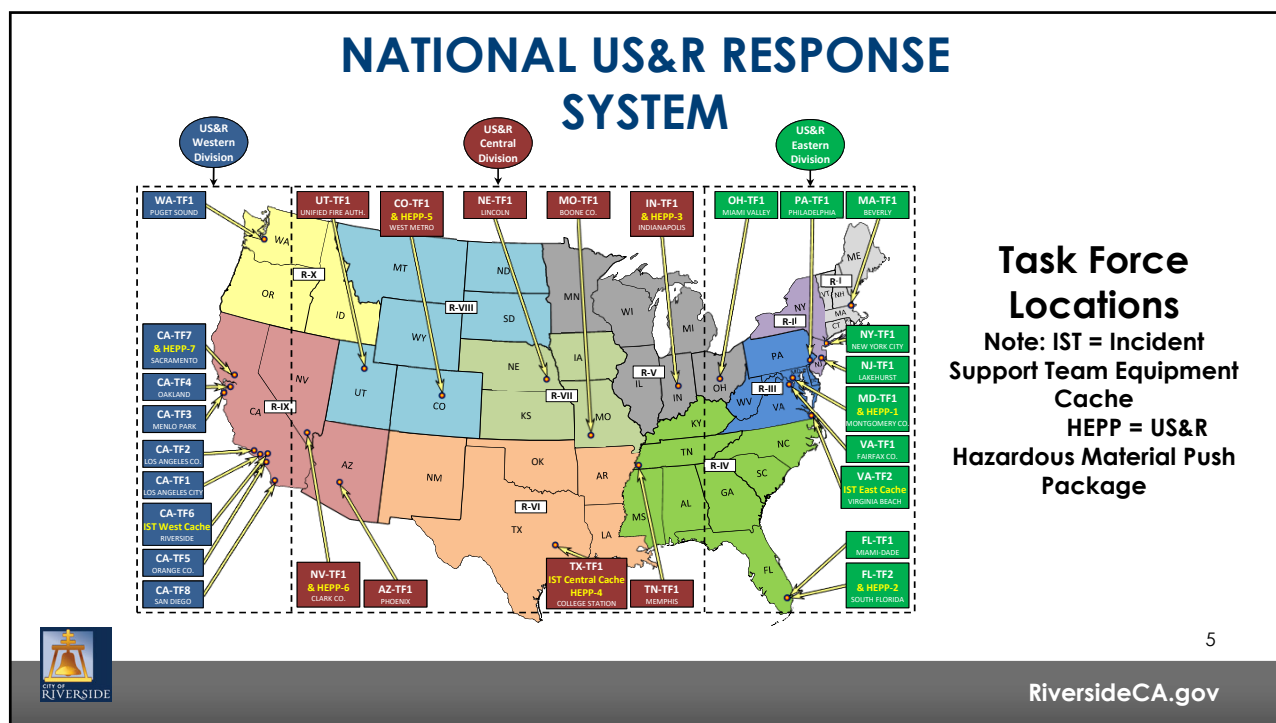 NATIONAL US&R RESPONSE
SYSTEM
US&R
Western
Division
US&R
Central
Division
US&R
Eastern
Division
WA-TF1
PUGET SOUND
UT-TF1
UNIFIED FIRE AUTH.
CO-TF1
& HEPP-5
WEST METRO
NE-TF1
LINCOLN
MO-TF1
BOONE CO.
IN-TF1
& HEPP-3
INDIANAPOLIS
OH-TF1
MIAMI VALLEY
PA-TF1
PHILADELPHIA
MA-TF1
BEVERLY
CA-TF7
& HEPP-7
SACRAMENTO
CA-TF4
OAKLAND
CA-TF3
MENLO PARK
CA-TF2
LOS ANGELES CO.
CA-TF1
LOS ANGELES CITY
CA-TF6
IST West Cache
RIVERSIDE
CA-TF5
ORANGE CO.
CA-TF8
SAN DIEGO
WA
OR
ID
R-X
MT
ND
SD
WY
R-VIII
UT
CO
NV
CA
R-IX
AZ
NM
OK
TX
R-VI
AR
LA
NE
IA
KS
MO
R-VII
MN
WI
MI
IL
IN
OH
R-V
KY
TN
NC
SC
MS
AL
GA
FL
R-IV
PA
WV
VA
MD
R-III
NY
NJ
R-II
ME
VT
NH
MA
CT
R-I
NV-TF1
& HEPP-6
CLARK CO.
AZ-TF1
PHOENIX
TX-TF1
IST Central Cache
HEPP-4
COLLEGE STATION
TN-TF1
MEMPHIS
NY-TF1
NEW YORK CITY
NJ-TF1
LAKEHURST
MD-TF1
& HEPP-1
MONTGOMERY CO.
VA-TF1
FAIRFAX CO.
VA-TF2
IST East Cache
VIRGINIA BEACH
FL-TF1
MIAMI-DADE
FL-TF2
& HEPP-2
SOUTH FLORIDA
Task Force
Locations
Note: IST = Incident
Support Team Equipment
Cache
HEPP = US&R
Hazardous Material Push
Package
5
CITY OF
RIVERSIDE
RiversideCA.gov